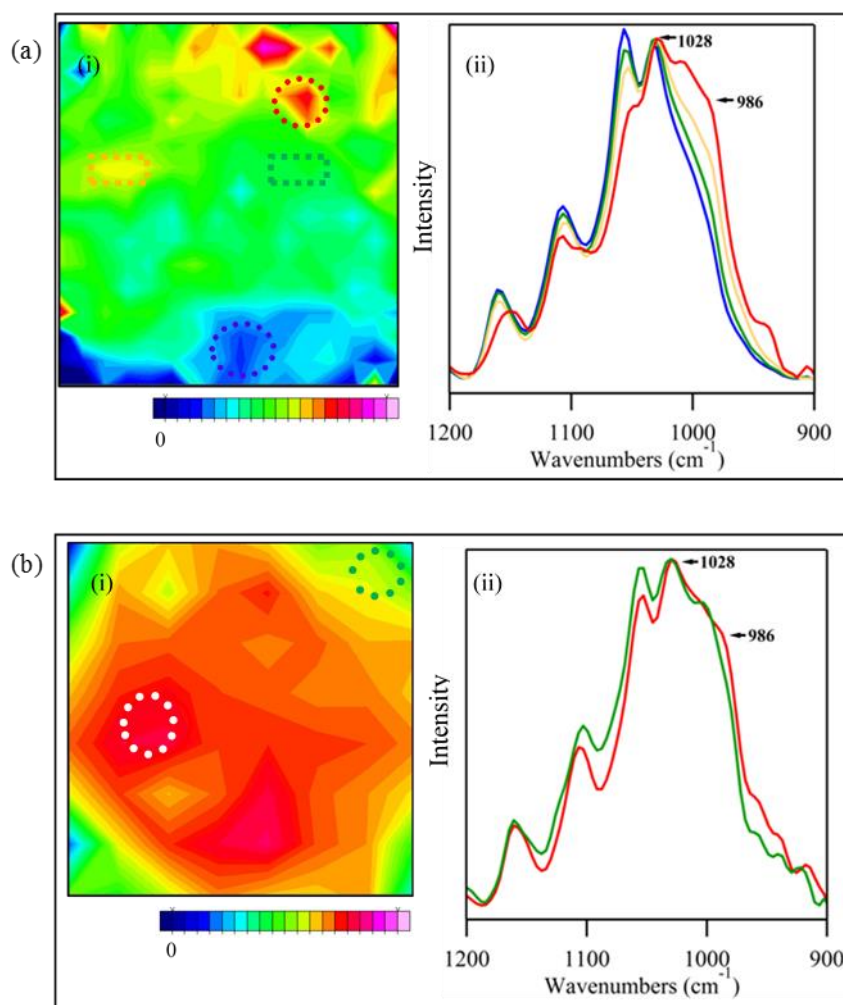 (a)
(i)
0
(ii)
1028
986
Intensity
1200 1100 1000 900
Wavenumbers (cm⁻¹)
(b)
(i)
0
(ii)
1028
986
Intensity
1200 1100 1000 900
Wavenumbers (cm⁻¹)